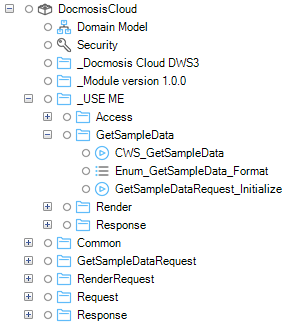 DocmosisCloud
Domain Model
Security
_Docmosis Cloud DWS3
_Module version 1.0.0
_USE ME
Access
GetSampleData
CWS_GetSampleData
Enum_GetSampleData_Format
GetSampleDataRequest_Initialize
Render
Response
Common
GetSampleDataRequest
RenderRequest
Request
Response